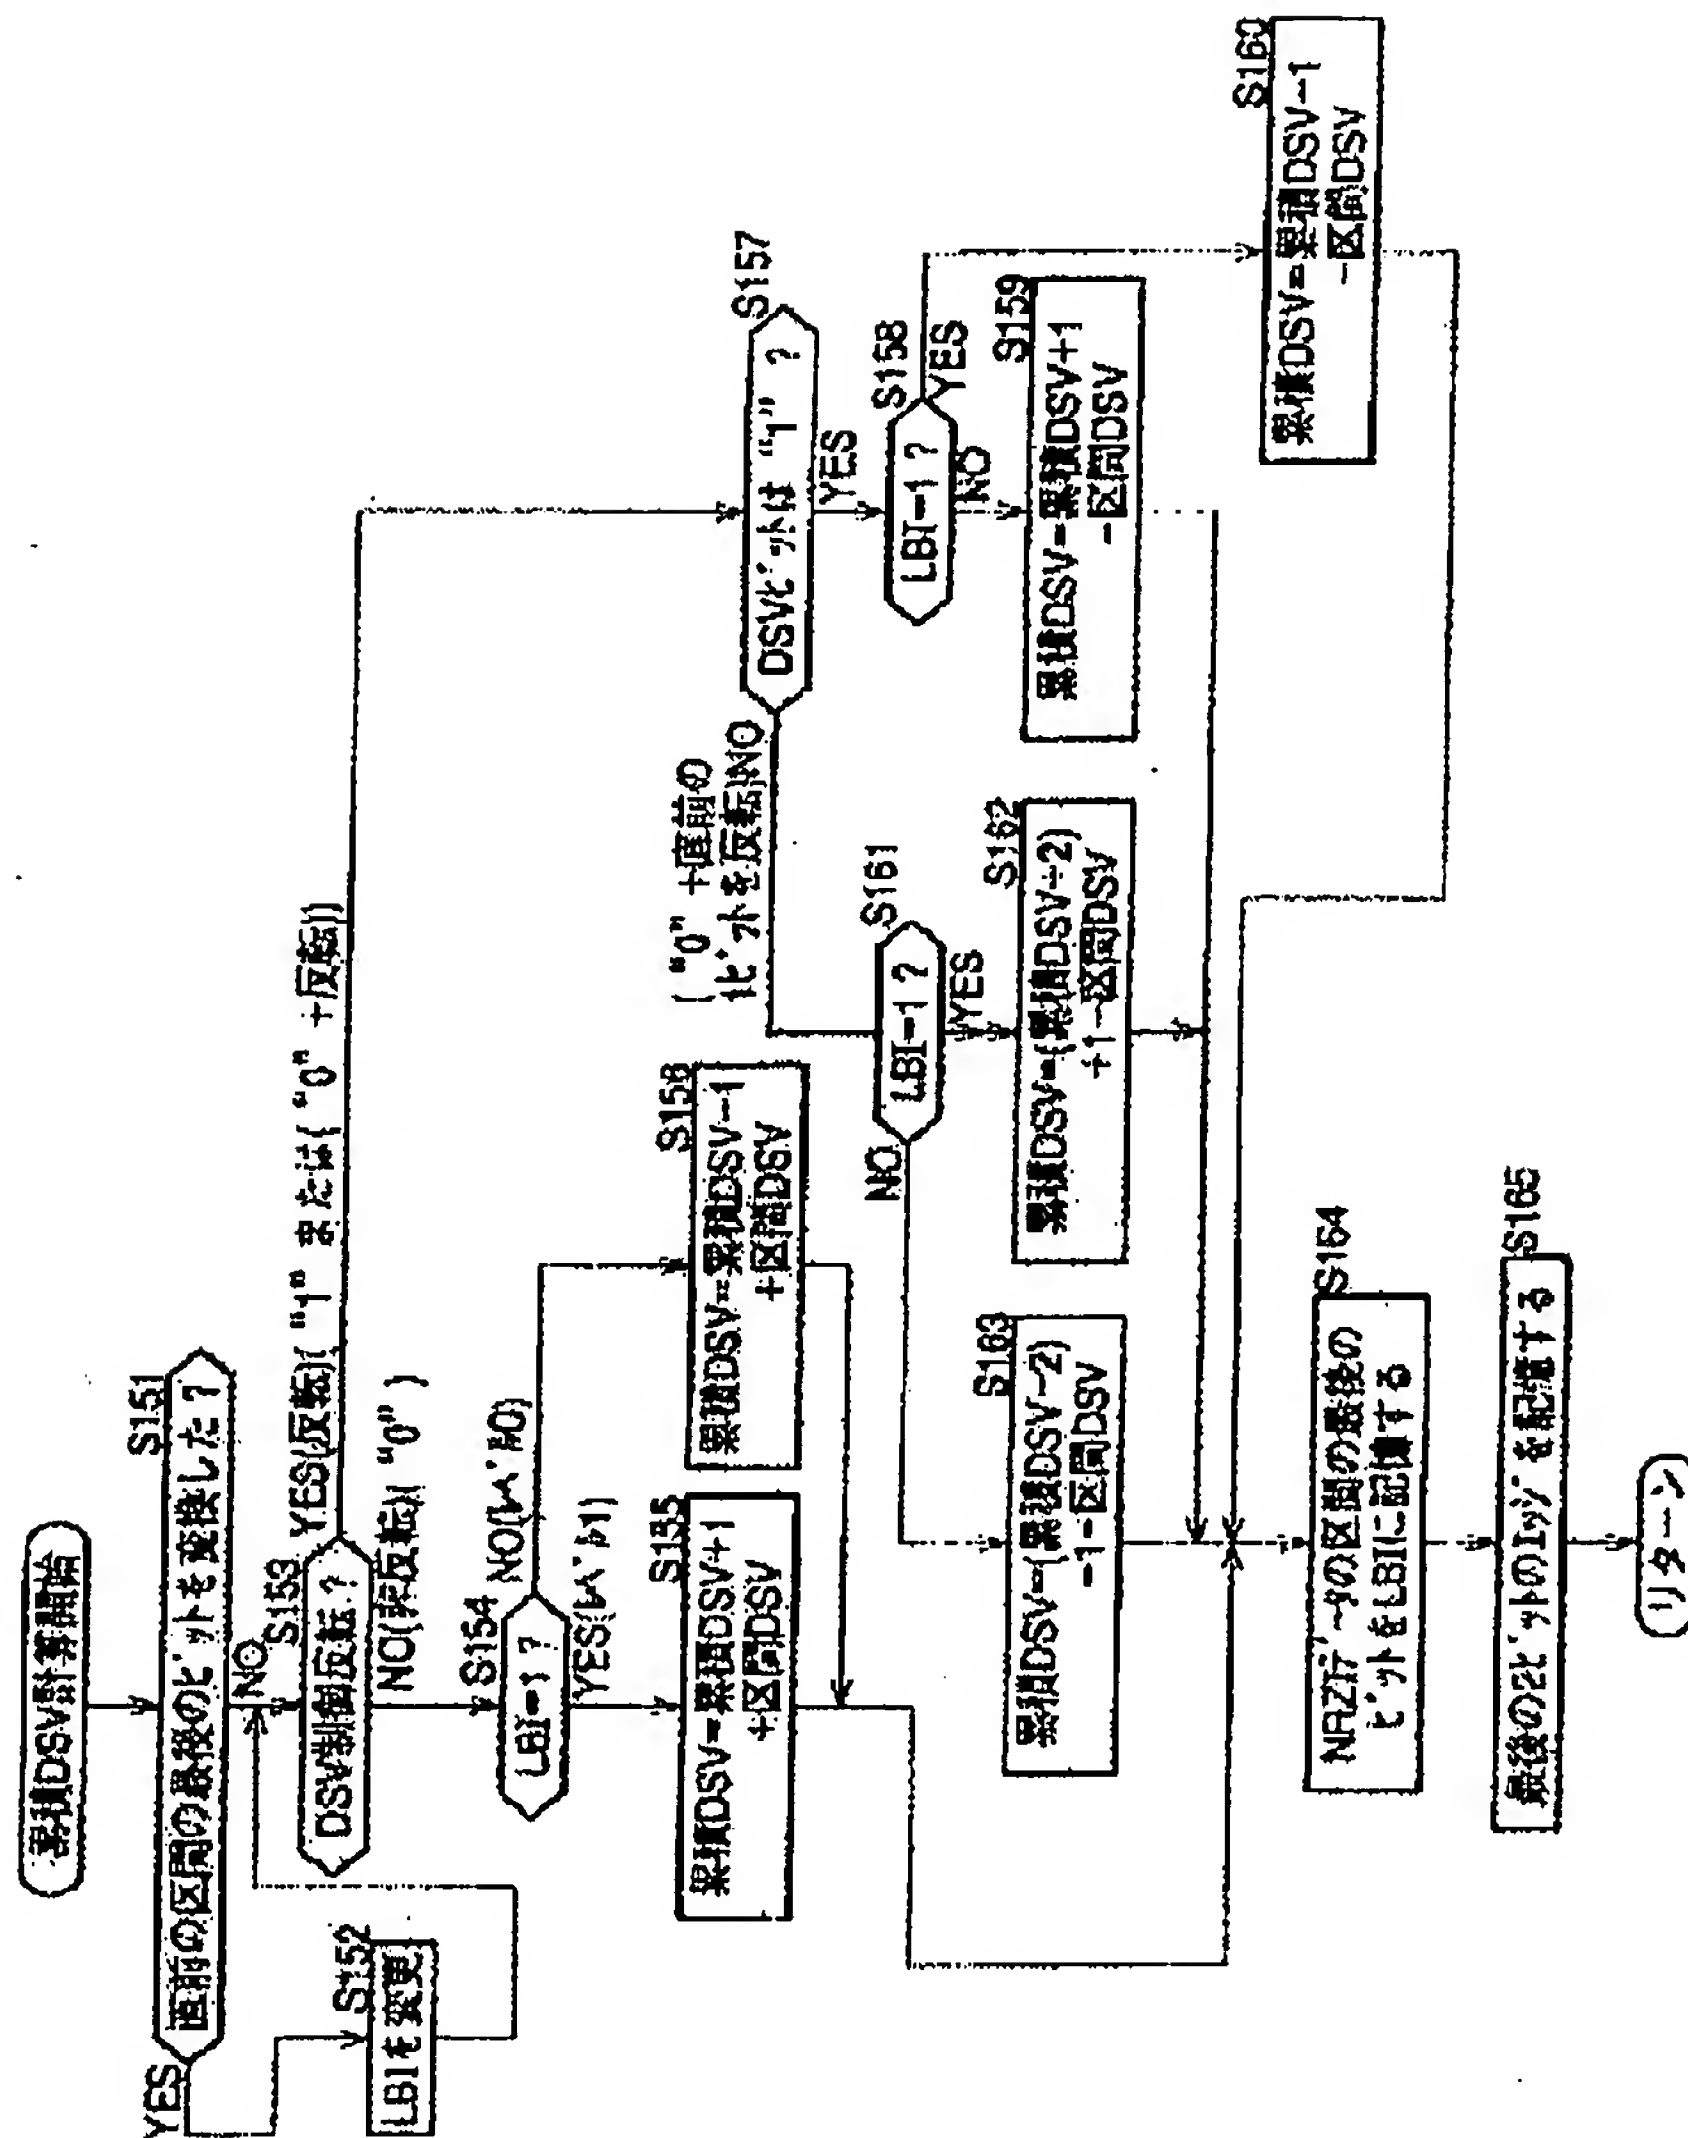 累積DSV計算開始
S151
直前の区間の最後のビットを変換した?
YES
NO
S152
LBIを変更
S153
DSV制御反転?
YES(反転)( "1" または( "0" +反転))
NO(非反転)( "0" )
S154
LBI=1?
YES
NO
S155
累積DSV=累積DSV+1
+区間DSV
S156
累積DSV=累積DSV-1
+区間DSV
S157
DSVビットは "1" ?
YES
( "0" +直前の
ビットを反転)NO
S158
LBI=1?
YES
NO
S159
累積DSV=累積DSV+1
-区間DSV
S160
累積DSV=累積DSV-1
-区間DSV
S161
LBI=1?
YES
NO
S162
累積DSV=(累積DSV+2)
+1-区間DSV
S163
累積DSV=(累積DSV-2)
-1-区間DSV
S164
NRZIデータの区間の最後の
ビットをLBIに記憶する
S165
最後の2ビットのエッジを記憶する
リターン